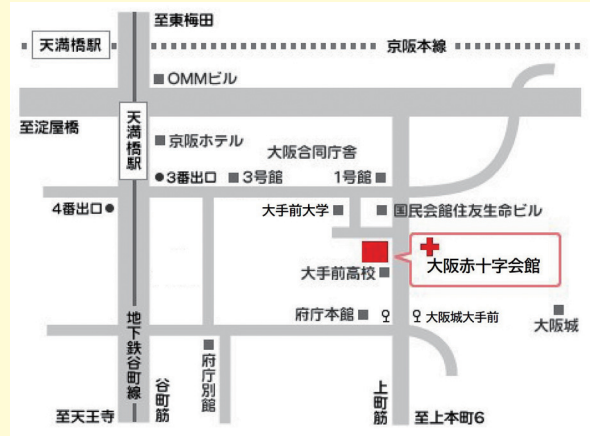 至東梅田
天満橋駅
京阪本線
OMMビル
至淀屋橋
天満橋駅
京阪ホテル
大阪合同庁舎
3番出口
3号館
1号館
4番出口
大手前大学
国民会館住友生命ビル
大阪赤十字会館
大手前高校
府庁本館
大阪城大手前
大阪城
地下鉄谷町線
谷町筋
府庁別館
上町筋
至天王寺
至上本町6